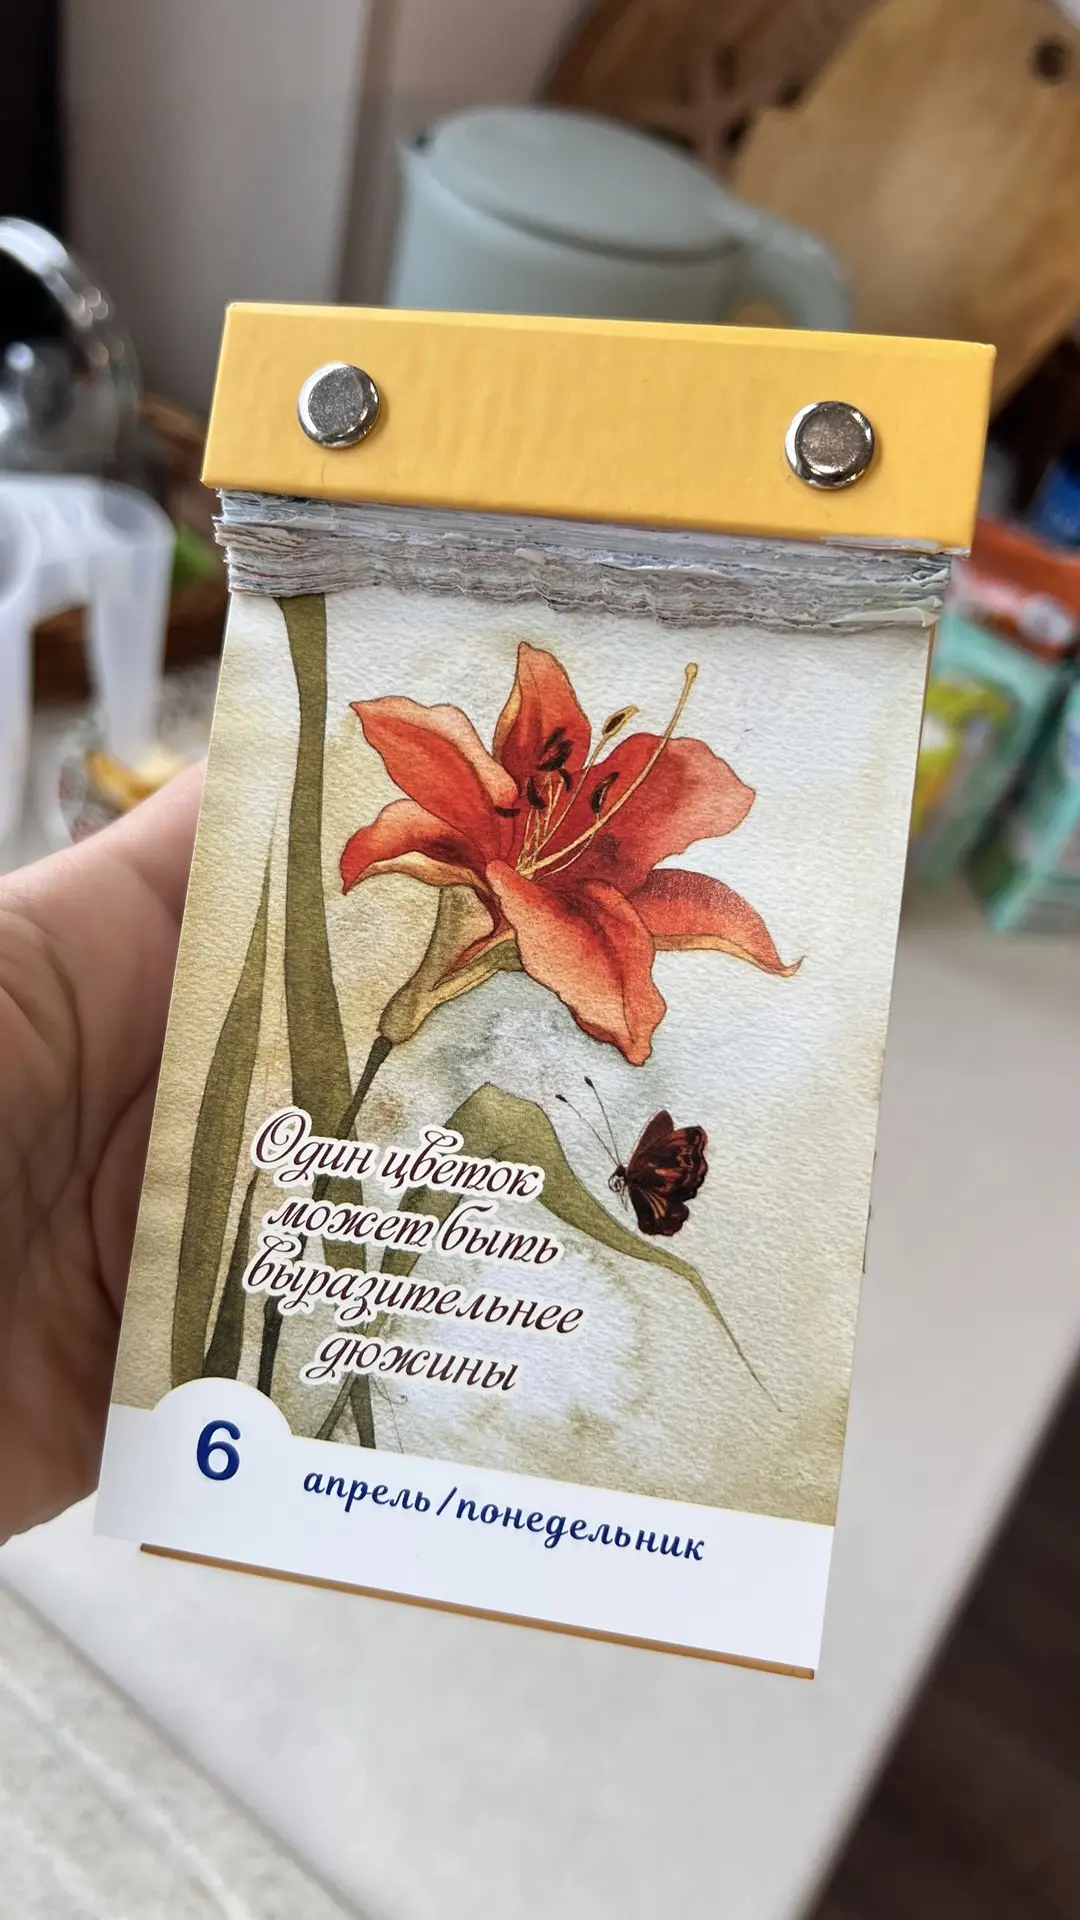 Один цветок
может быть
выразительнее
дюжины
6
апрель/понедельник